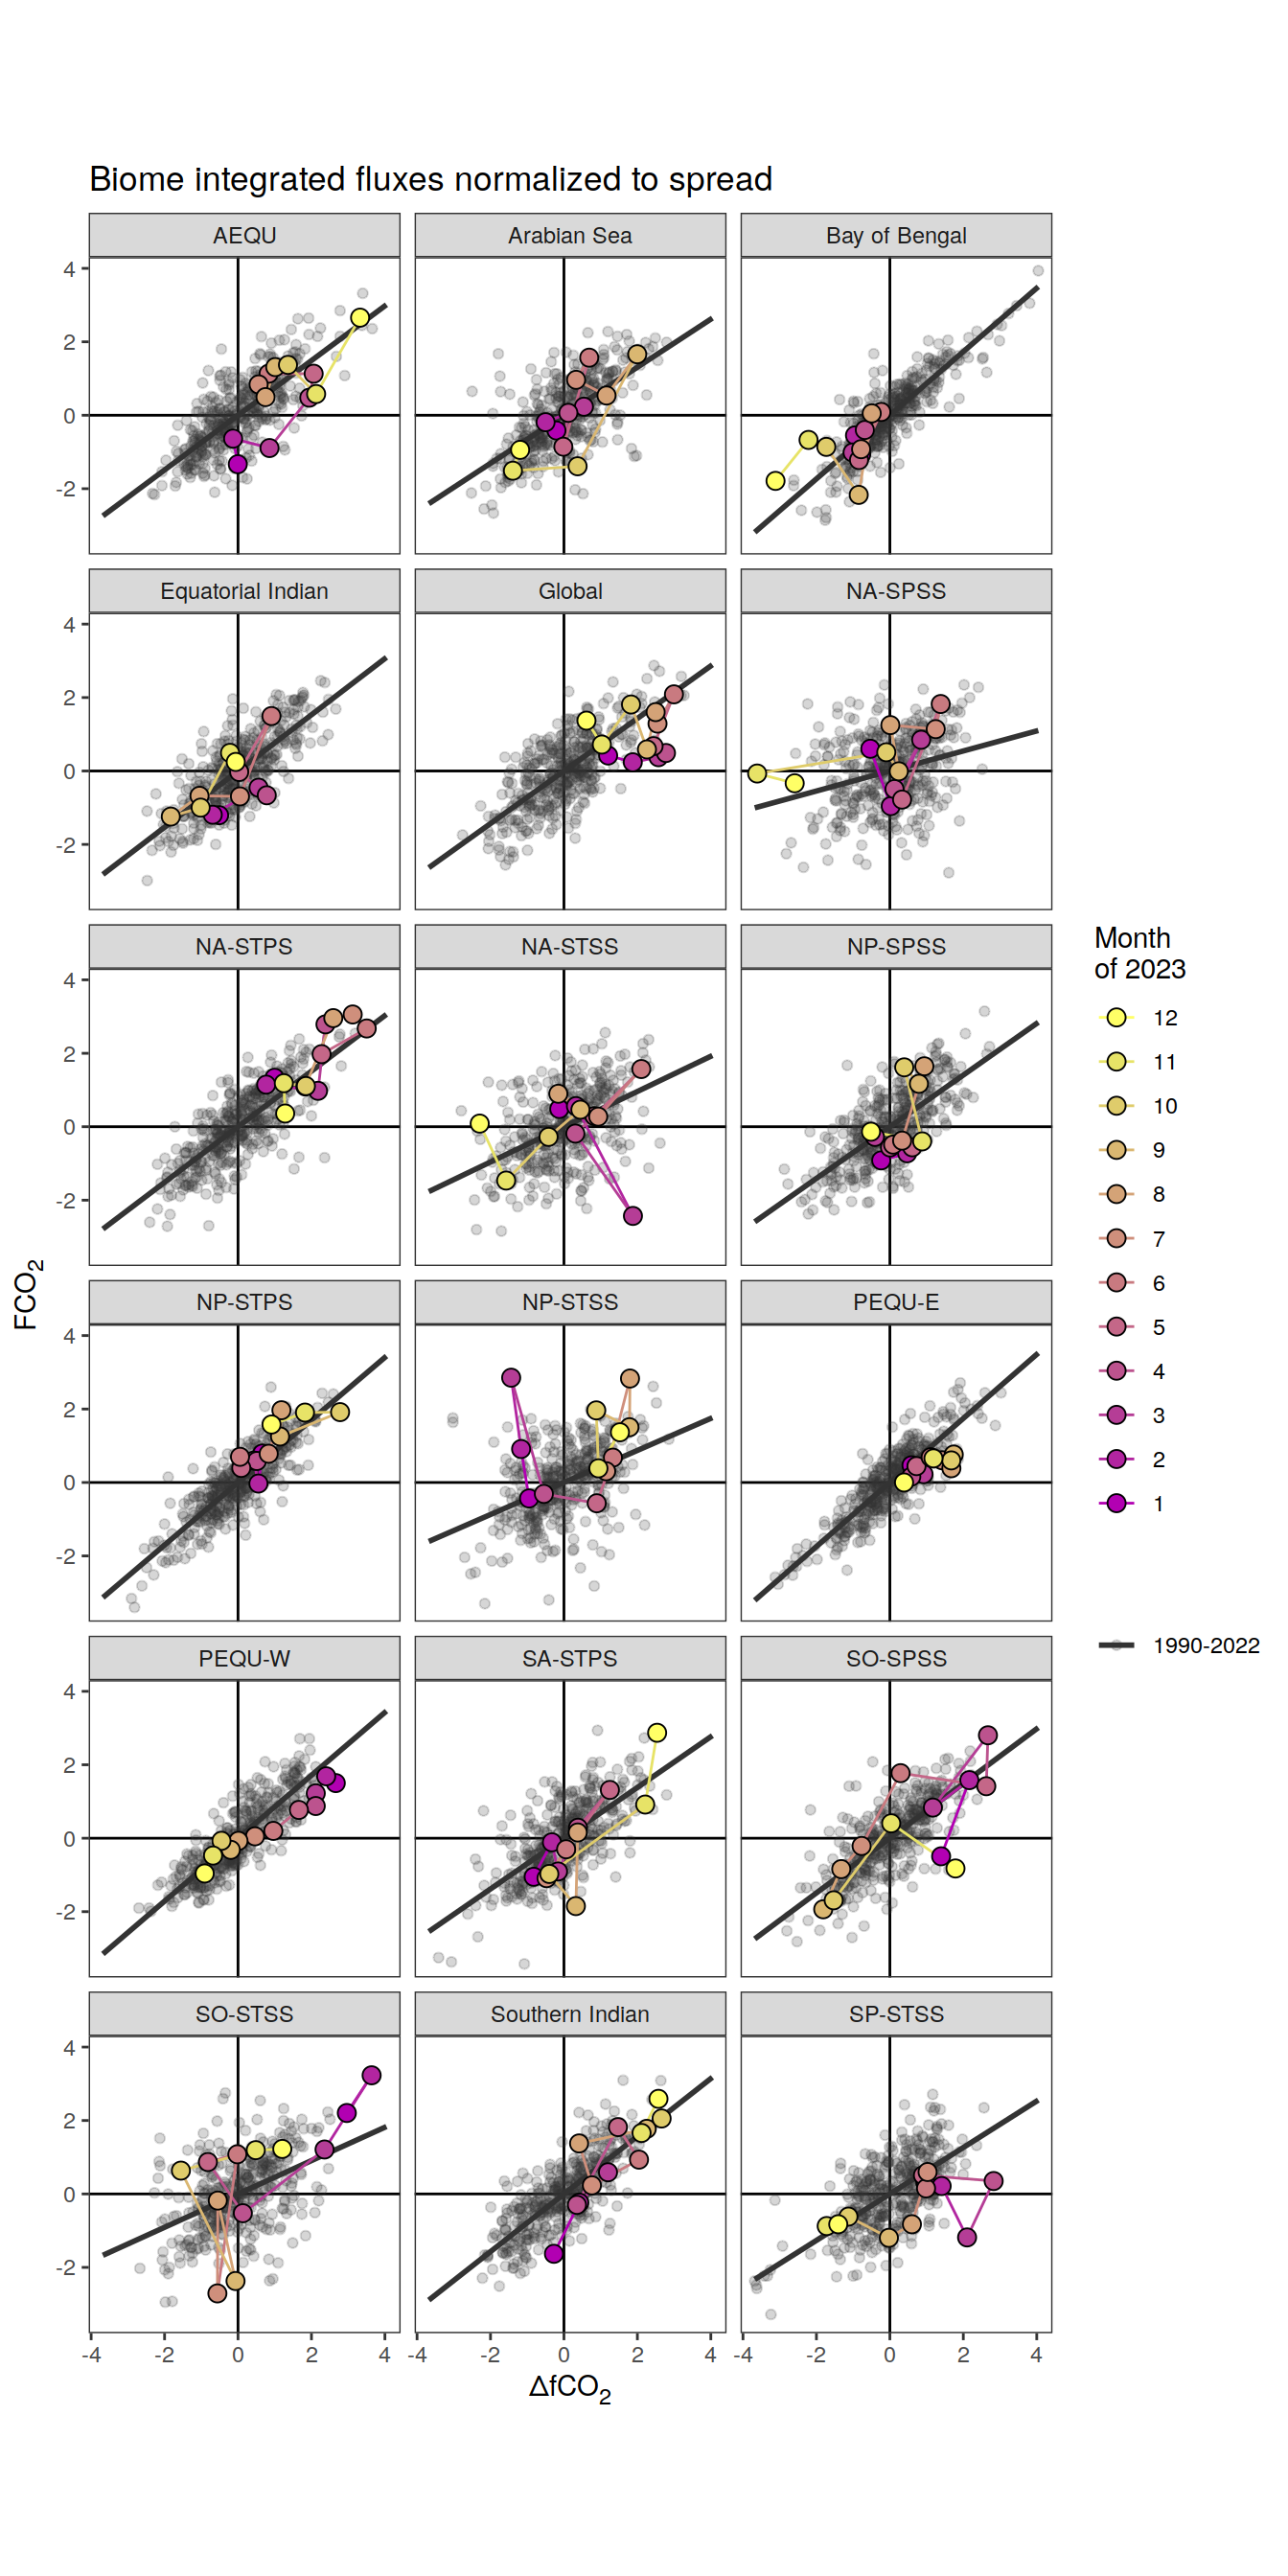 Biome integrated fluxes normalized to spread
AEQU
Arabian Sea
Bay of Bengal
4
2
0
-2
Equatorial Indian
Global
NA-SPSS
4
2
0
-2
NA-STPS
NA-STSS
NP-SPSS
4
2
0
-2
NP-STPS
NP-STSS
PEQU-E
4
2
0
-2
PEQU-W
SA-STPS
SO-SPSS
4
2
0
-2
SO-STSS
Southern Indian
SP-STSS
4
2
0
-2
-4 -2 0 2 4
-4 -2 0 2 4
-4 -2 0 2 4
ΔfCO₂
FCO₂
Month
of 2023
12
11
10
9
8
7
6
5
4
3
2
1
1990-2022